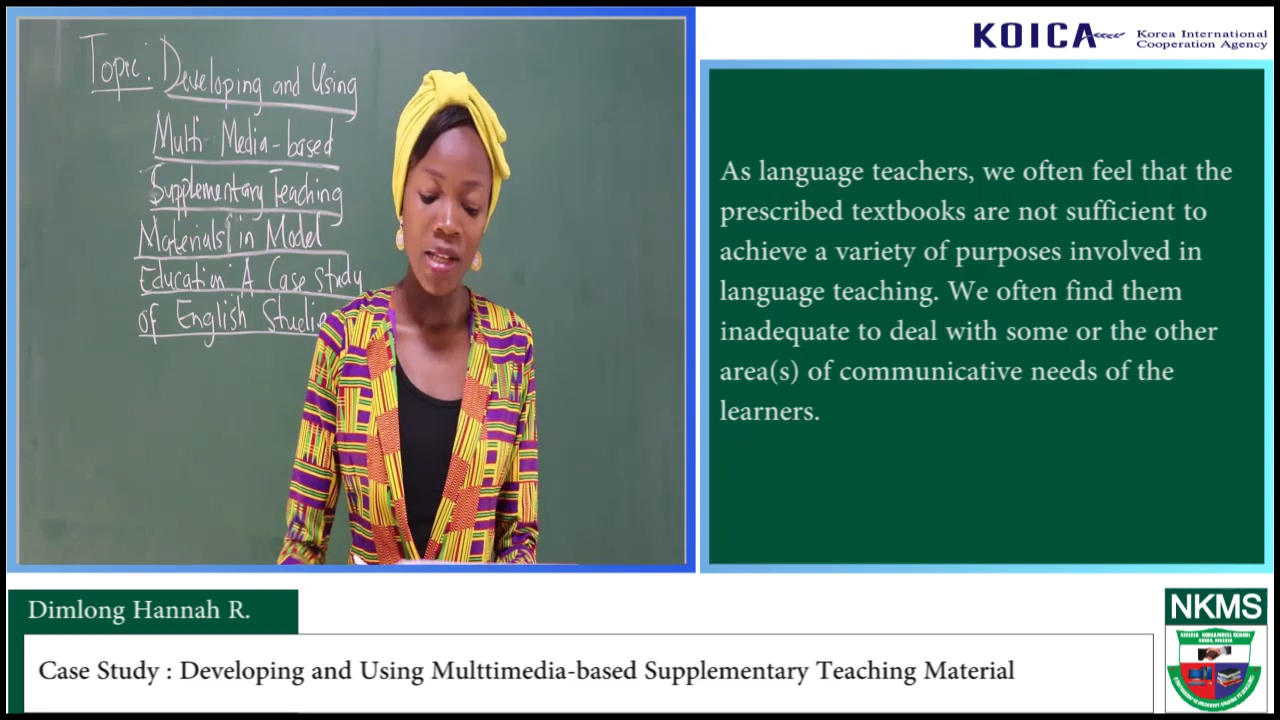 Topic: Developing and Using
Multi Media-based
Supplementary Teaching
Materials in Model
Education A Case Study
of English Studies
KOICA
Korea International
Cooperation Agency
As language teachers, we often feel that the
prescribed textbooks are not sufficient to
achieve a variety of purposes involved in
language teaching. We often find them
inadequate to deal with some or the other
area(s) of communicative needs of the
learners.
Dimlong Hannah R.
Case Study : Developing and Using Multtimedia-based Supplementary Teaching Material
NKMS